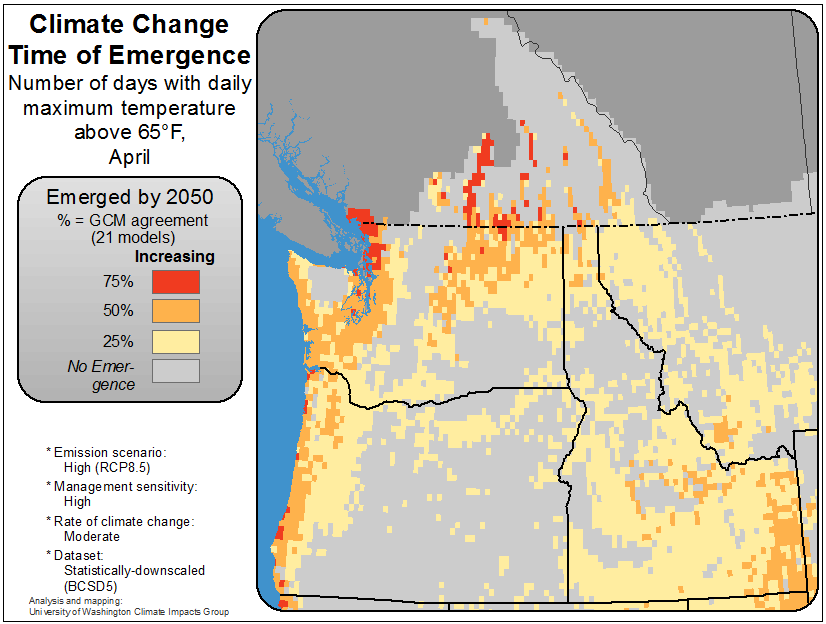 Climate Change
Time of Emergence
Number of days with daily
maximum temperature
above 65°F,
April
Emerged by 2050
% = GCM agreement
(21 models)
Increasing
75%
50%
25%
No Emer-
gence
* Emission scenario:
High (RCP8.5)
* Management sensitivity:
High
* Rate of climate change:
Moderate
* Dataset:
Statistically-downscaled
(BCSD5)
Analysis and mapping:
University of Washington Climate Impacts Group